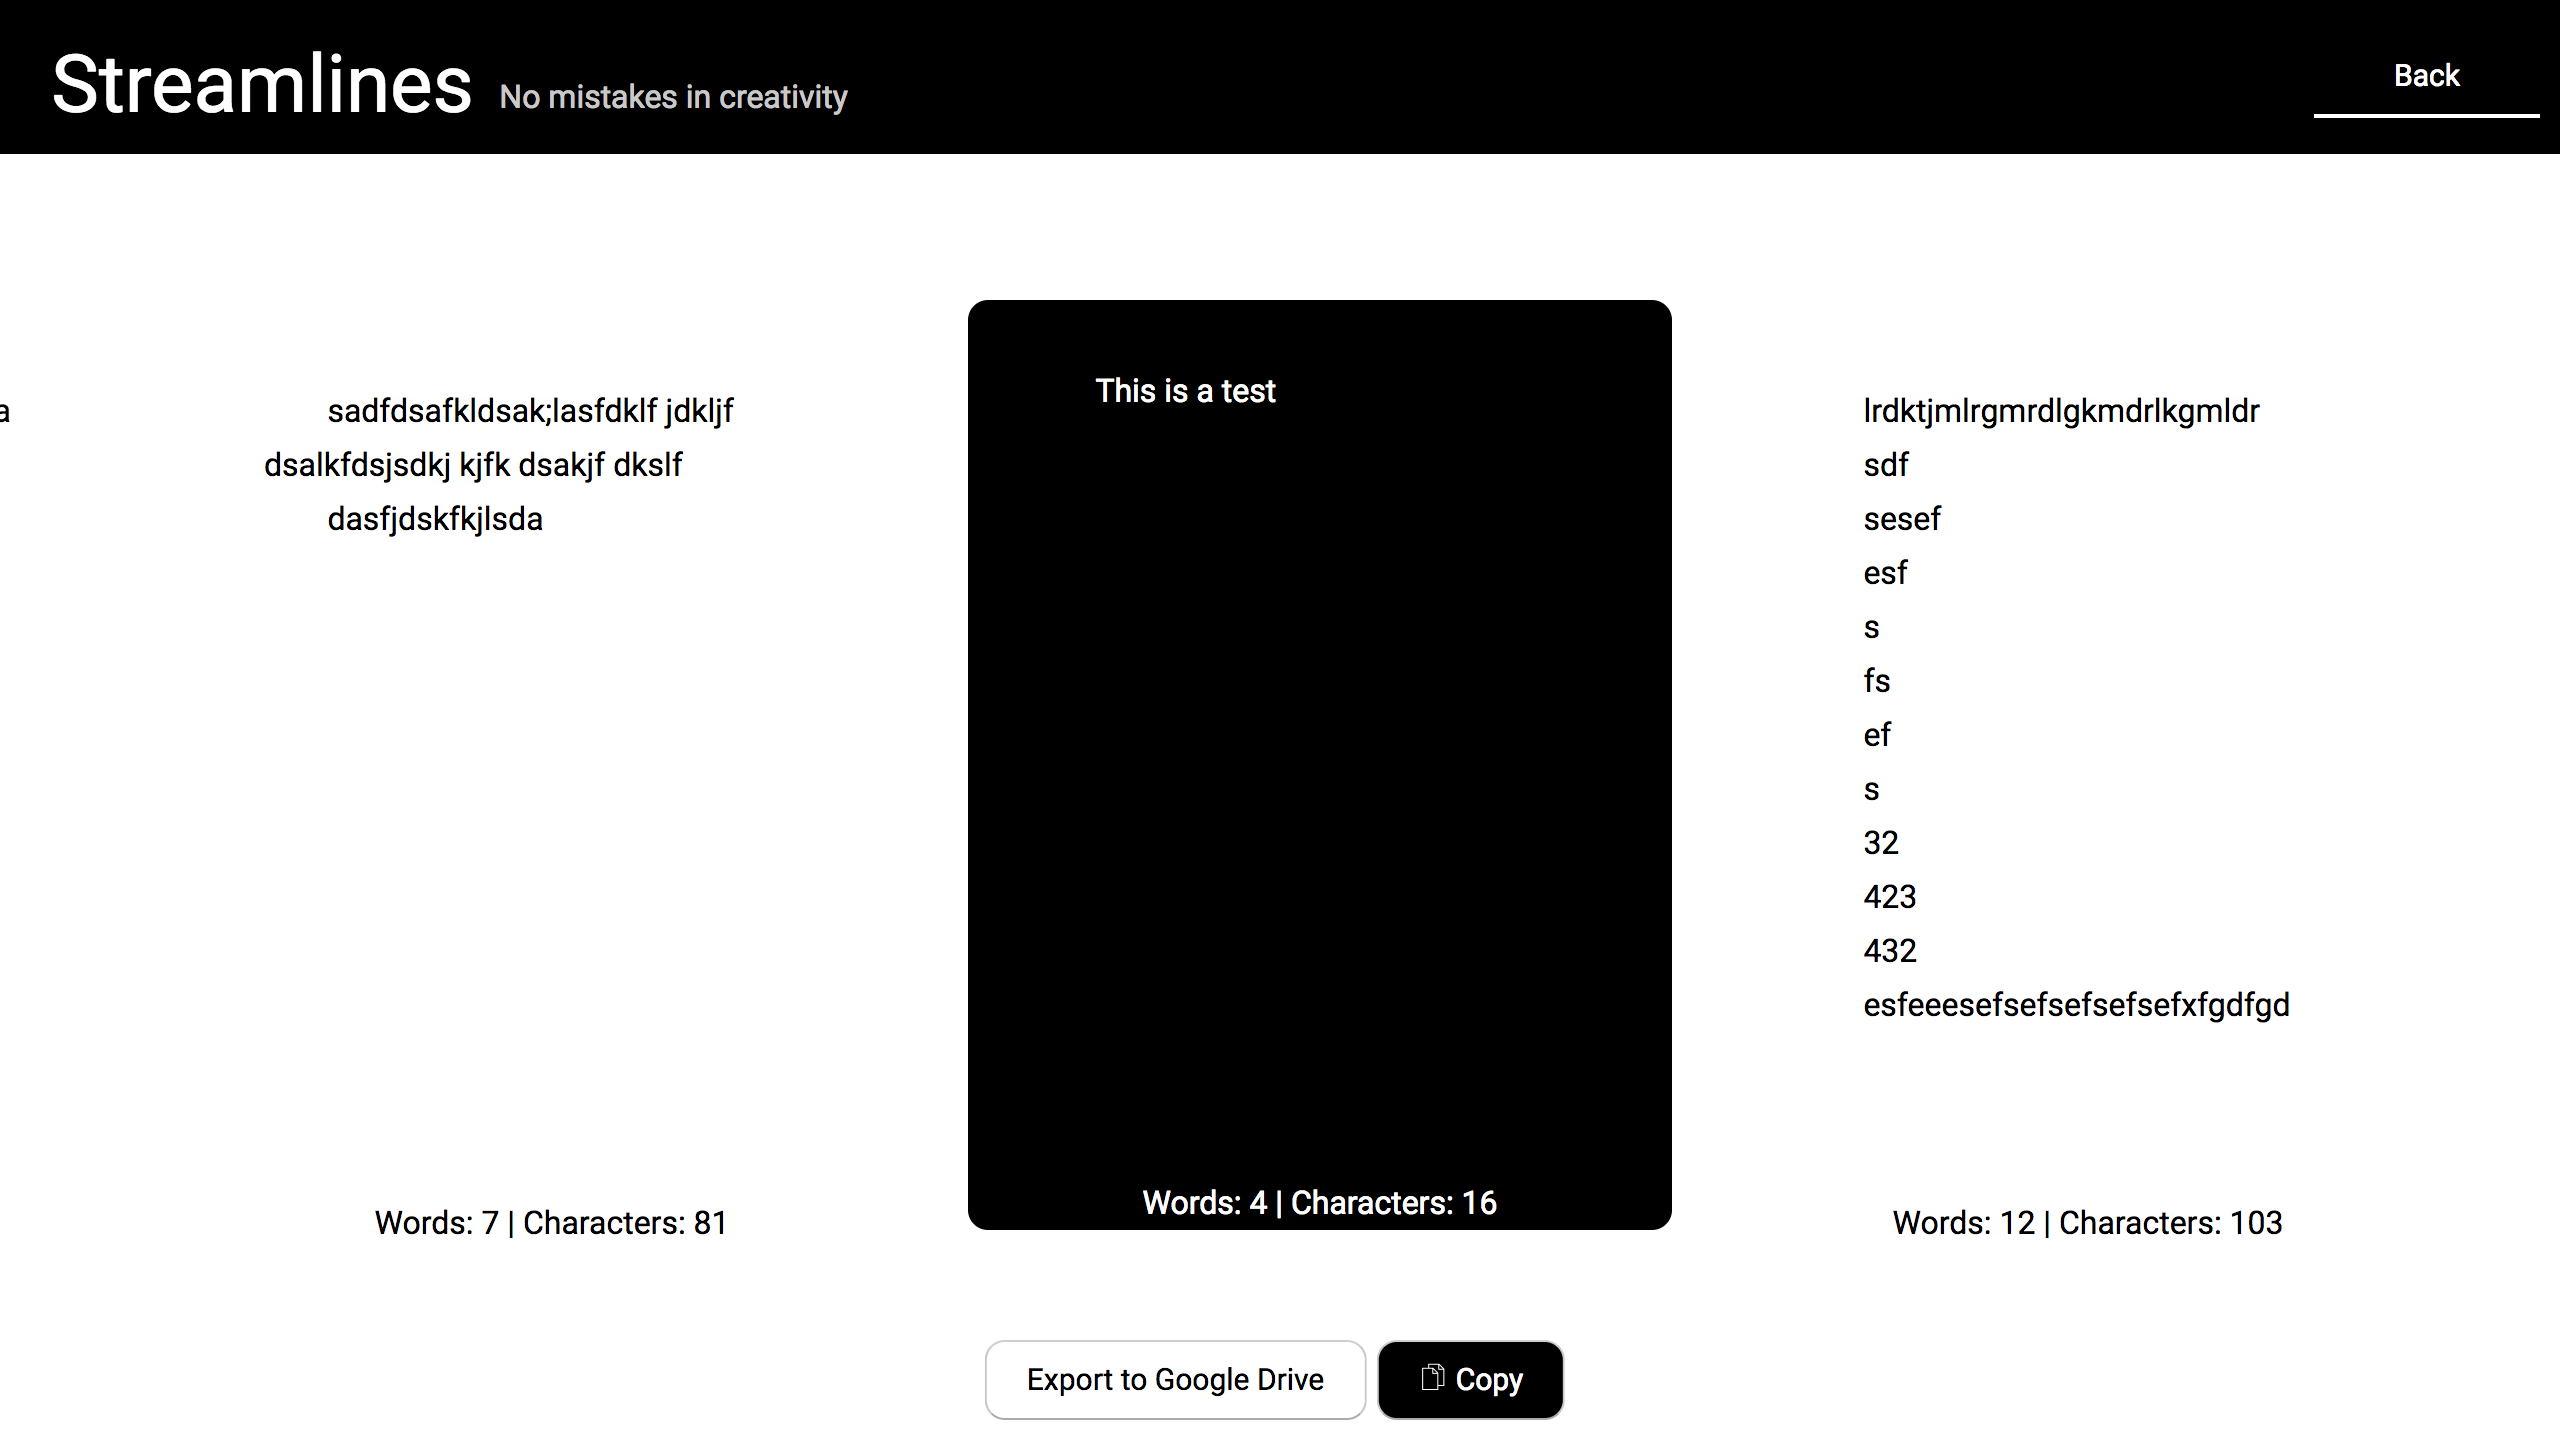 Streamlines No mistakes in creativity
Back
a
sadfdsafkldsak;lasfdklf jdkljf
dsalkfdsjsdkj kjfk dsakjf dkslf
dasfjdskfkjlsda
Words: 7 | Characters: 81
This is a test
Words: 4 | Characters: 16
lrdktjmlrgmrdlgkmdrlkgmldr
sdf
sesef
esf
s
fs
ef
s
32
423
432
esfeeesefsefsefsefsefxfgdfgd
Words: 12 | Characters: 103
Export to Google Drive
Copy